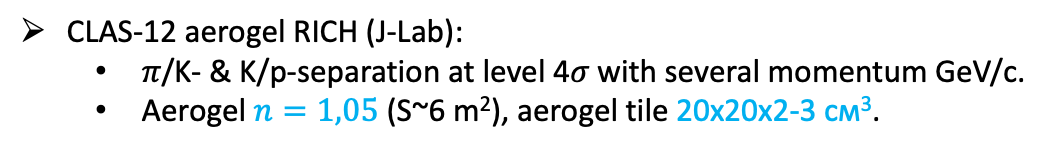 ➢ CLAS-12 aerogel RICH (J-Lab):
• 𝜋/K- & K/p-separation at level 4𝜎 with several momentum GeV/c.
• Aerogel 𝑛 = 1,05 (S~6 m²), aerogel tile 20x20x2-3 см³.